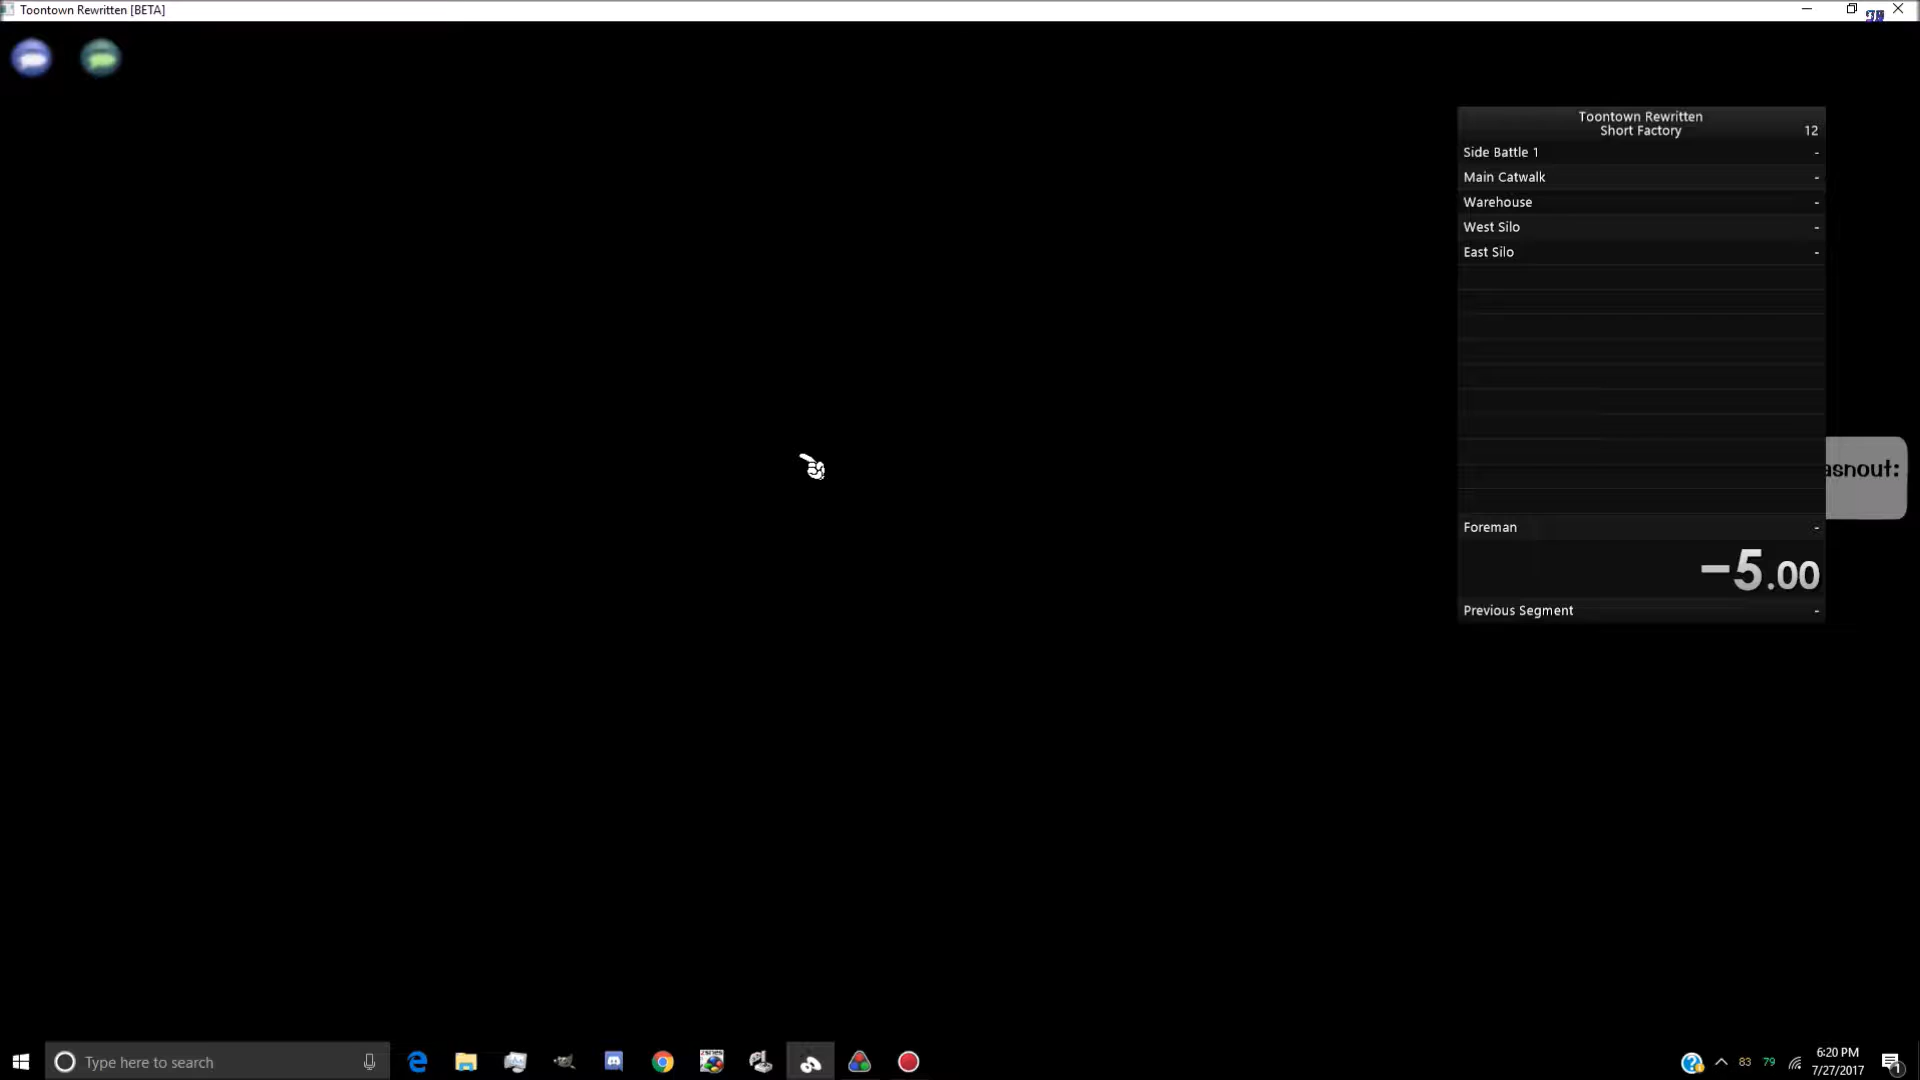 Toontown Rewritten [BETA]
Toontown Rewritten
Short Factory 12
Side Battle 1 -
Main Catwalk -
Warehouse -
West Silo -
East Silo -
asnout:
Foreman -
−5.00
Previous Segment -
Type here to search
83 79
6:20 PM
7/27/2017
1